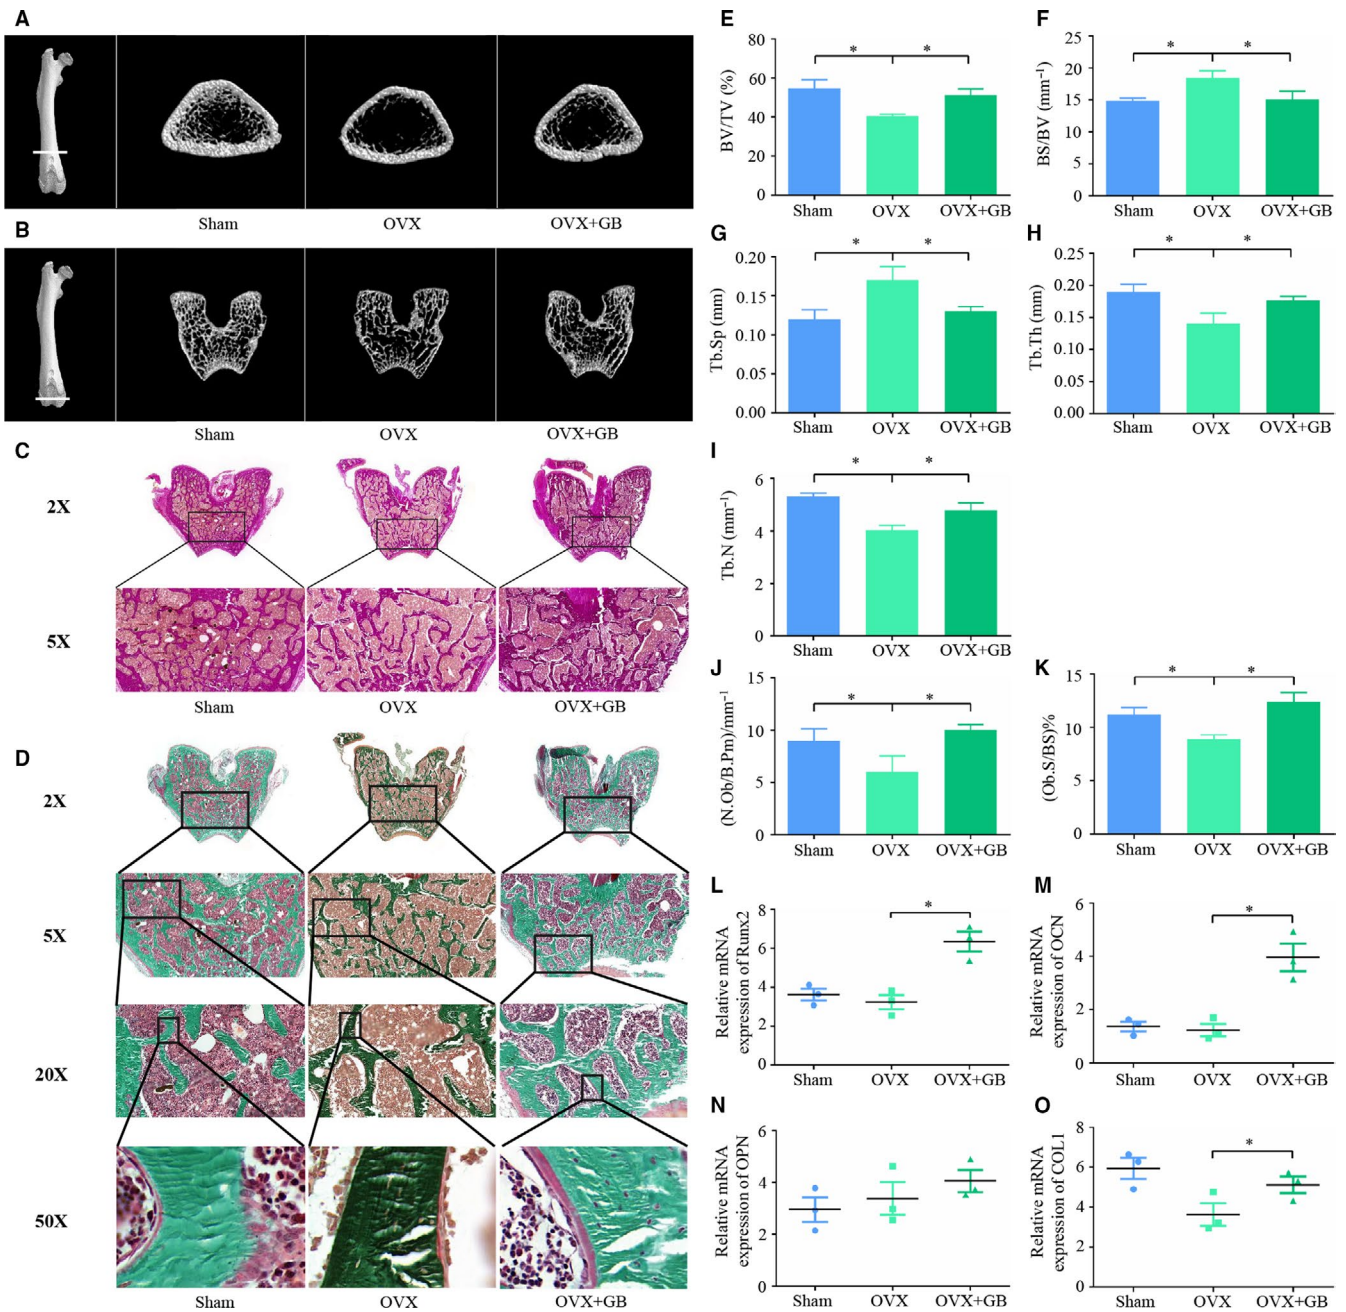 A
Sham
OVX
OVX+GB
B
Sham
OVX
OVX+GB
C
2X
5X
Sham
OVX
OVX+GB
D
2X
5X
20X
50X
Sham
OVX
OVX+GB
E
BV/TV (%)
80
60
40
20
0
* *
Sham OVX OVX+GB
F
BS/BV (mm⁻¹)
25
20
15
10
5
0
* *
Sham OVX OVX+GB
G
Tb.Sp (mm)
0.20
0.15
0.10
0.05
0.00
* *
Sham OVX OVX+GB
H
Tb.Th (mm)
0.25
0.20
0.15
0.10
0.05
0.00
* *
Sham OVX OVX+GB
I
Tb.N (mm⁻¹)
6
4
2
0
* *
Sham OVX OVX+GB
J
(N.Ob/B.Pm)/mm⁻¹
15
10
5
0
* *
Sham OVX OVX+GB
K
(Ob.S/BS)%
15
10
5
0
* *
Sham OVX OVX+GB
L
Relative mRNA
expression of Runx2
8
6
4
2
0
*
Sham OVX OVX+GB
M
Relative mRNA
expression of OCN
6
4
2
0
*
Sham OVX OVX+GB
N
Relative mRNA
expression of OPN
6
4
2
0
Sham OVX OVX+GB
O
Relative mRNA
expression of COL1
8
6
4
2
0
*
Sham OVX OVX+GB